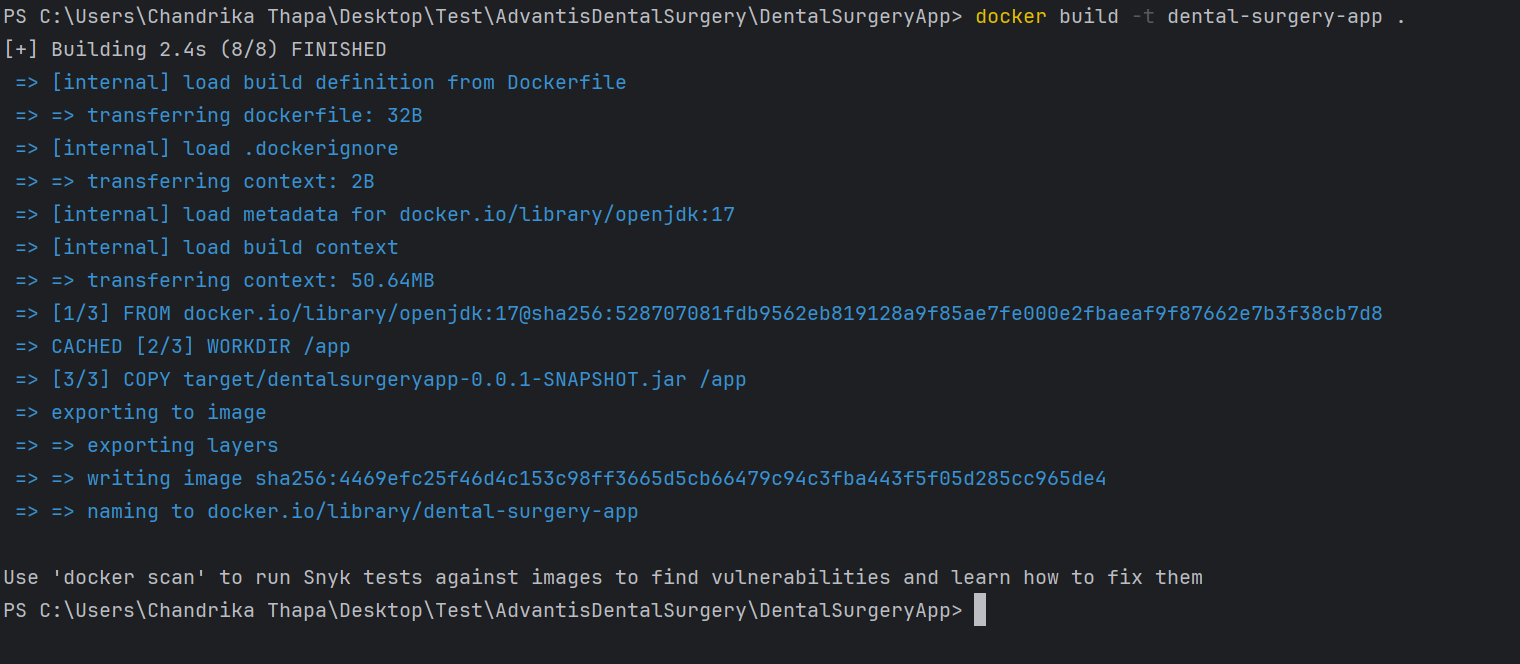 PS C:\Users\Chandrika Thapa\Desktop\Test\AdvantisDentalSurgery\DentalSurgeryApp> docker build -t dental-surgery-app .
[+] Building 2.4s (8/8) FINISHED
=> [internal] load build definition from Dockerfile
=> => transferring dockerfile: 32B
=> [internal] load .dockerignore
=> => transferring context: 2B
=> [internal] load metadata for docker.io/library/openjdk:17
=> [internal] load build context
=> => transferring context: 50.64MB
=> [1/3] FROM docker.io/library/openjdk:17@sha256:528707081fdb9562eb819128a9f85ae7fe000e2fbaeaf9f87662e7b3f38cb7d8
=> CACHED [2/3] WORKDIR /app
=> [3/3] COPY target/dentalsurgeryapp-0.0.1-SNAPSHOT.jar /app
=> exporting to image
=> => exporting layers
=> => writing image sha256:4469efc25f46d4c153c98ff3665d5cb66479c94c3fba443f5f05d285cc965de4
=> => naming to docker.io/library/dental-surgery-app
Use 'docker scan' to run Snyk tests against images to find vulnerabilities and learn how to fix them
PS C:\Users\Chandrika Thapa\Desktop\Test\AdvantisDentalSurgery\DentalSurgeryApp>